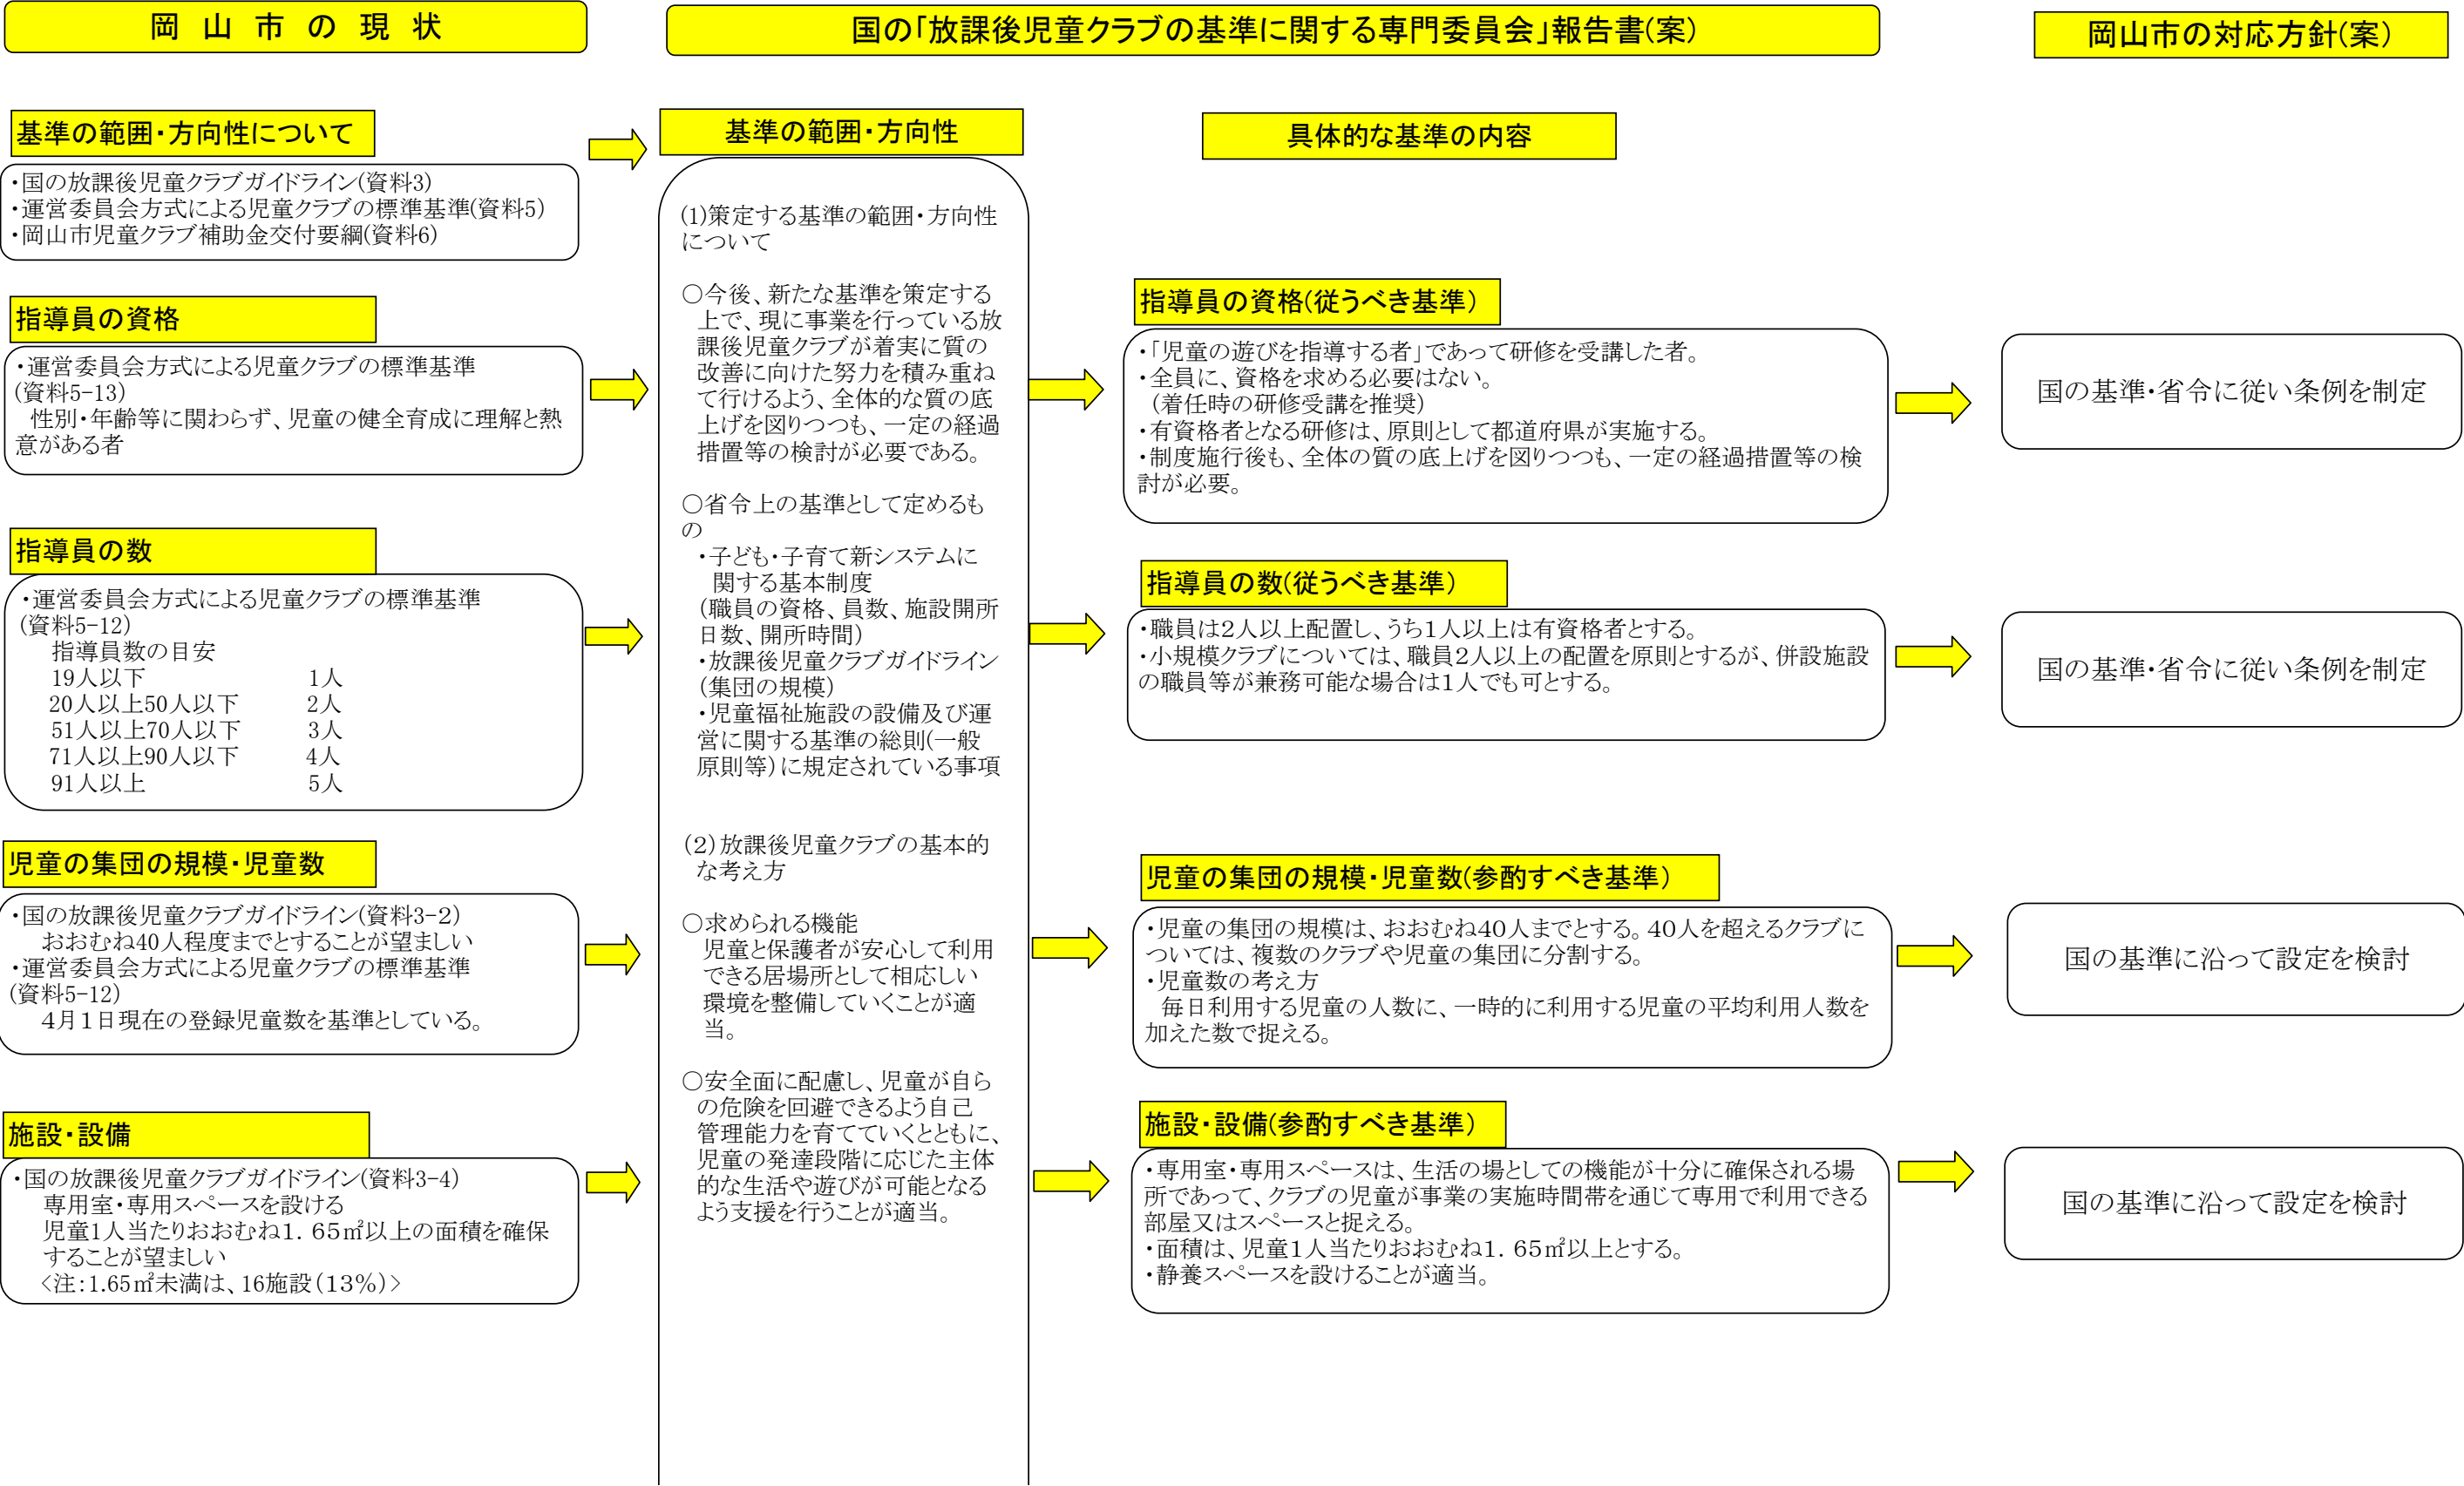 岡 山 市 の 現 状
国の「放課後児童クラブの基準に関する専門委員会」報告書(案)
岡山市の対応方針(案)
基準の範囲・方向性について
・国の放課後児童クラブガイドライン(資料3)
・運営委員会方式による児童クラブの標準基準(資料5)
・岡山市児童クラブ補助金交付要綱(資料6)
指導員の資格
・運営委員会方式による児童クラブの標準基準
(資料5-13)
性別・年齢等に関わらず、児童の健全育成に理解と熱
意がある者
指導員の数
・運営委員会方式による児童クラブの標準基準
(資料5-12)
指導員数の目安
19人以下 1人
20人以上50人以下 2人
51人以上70人以下 3人
71人以上90人以下 4人
91人以上 5人
児童の集団の規模・児童数
・国の放課後児童クラブガイドライン(資料3-2)
おおむね40人程度までとすることが望ましい
・運営委員会方式による児童クラブの標準基準
(資料5-12)
4月1日現在の登録児童数を基準としている。
施設・設備
・国の放課後児童クラブガイドライン(資料3-4)
専用室・専用スペースを設ける
児童1人当たりおおむね1.65㎡以上の面積を確保
することが望ましい
<注:1.65㎡未満は、16施設(13%)>
基準の範囲・方向性
(1)策定する基準の範囲・方向性
について
○今後、新たな基準を策定する
上で、現に事業を行っている放
課後児童クラブが着実に質の
改善に向けた努力を積み重ね
て行けるよう、全体的な質の底
上げを図りつつも、一定の経過
措置等の検討が必要である。
○省令上の基準として定めるも
の
・子ども・子育て新システムに
関する基本制度
(職員の資格、員数、施設開所
日数、開所時間)
・放課後児童クラブガイドライン
(集団の規模)
・児童福祉施設の設備及び運
営に関する基準の総則(一般
原則等)に規定されている事項
(2)放課後児童クラブの基本的
な考え方
○求められる機能
児童と保護者が安心して利用
できる居場所として相応しい
環境を整備していくことが適
当。
○安全面に配慮し、児童が自ら
の危険を回避できるよう自己
管理能力を育てていくとともに、
児童の発達段階に応じた主体
的な生活や遊びが可能となる
よう支援を行うことが適当。
具体的な基準の内容
指導員の資格(従うべき基準)
・「児童の遊びを指導する者」であって研修を受講した者。
・全員に、資格を求める必要はない。
(着任時の研修受講を推奨)
・有資格者となる研修は、原則として都道府県が実施する。
・制度施行後も、全体の質の底上げを図りつつも、一定の経過措置等の検
討が必要。
指導員の数(従うべき基準)
・職員は2人以上配置し、うち1人以上は有資格者とする。
・小規模クラブについては、職員2人以上の配置を原則とするが、併設施設
の職員等が兼務可能な場合は1人でも可とする。
児童の集団の規模・児童数(参酌すべき基準)
・児童の集団の規模は、おおむね40人までとする。40人を超えるクラブに
ついては、複数のクラブや児童の集団に分割する。
・児童数の考え方
毎日利用する児童の人数に、一時的に利用する児童の平均利用人数を
加えた数で捉える。
施設・設備(参酌すべき基準)
・専用室・専用スペースは、生活の場としての機能が十分に確保される場
所であって、クラブの児童が事業の実施時間帯を通じて専用で利用できる
部屋又はスペースと捉える。
・面積は、児童1人当たりおおむね1.65㎡以上とする。
・静養スペースを設けることが適当。
国の基準・省令に従い条例を制定
国の基準・省令に従い条例を制定
国の基準に沿って設定を検討
国の基準に沿って設定を検討